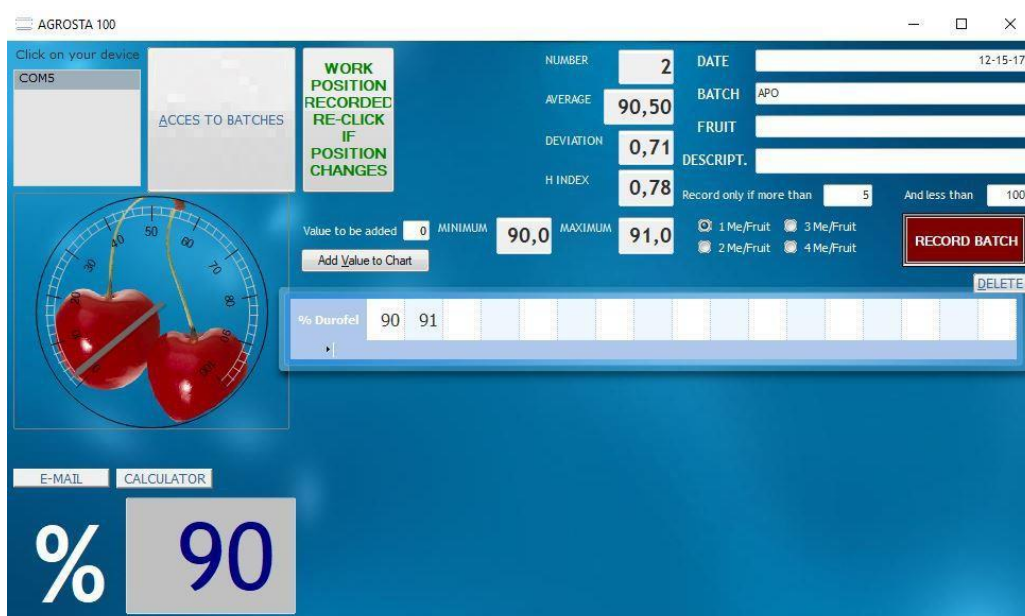 AGROSTA 100
Click on your device
COM5
ACCES TO BATCHES
WORK
POSITION
RECORDED
RE-CLICK
IF
POSITION
CHANGES
NUMBER 2
AVERAGE 90,50
DEVIATION 0,71
H INDEX 0,78
DATE 12-15-17
BATCH APO
FRUIT
DESCRIPT.
Record only if more than 5 And less than 100
Value to be added 0 MINIMUM 90,0 MAXIMUM 91,0
Add Value to Chart
1 Me/Fruit 3 Me/Fruit
2 Me/Fruit 4 Me/Fruit
RECORD BATCH
DELETE
% Durofel 90 91
20 30 40 50 60 70 80 90 100
E-MAIL CALCULATOR
% 90